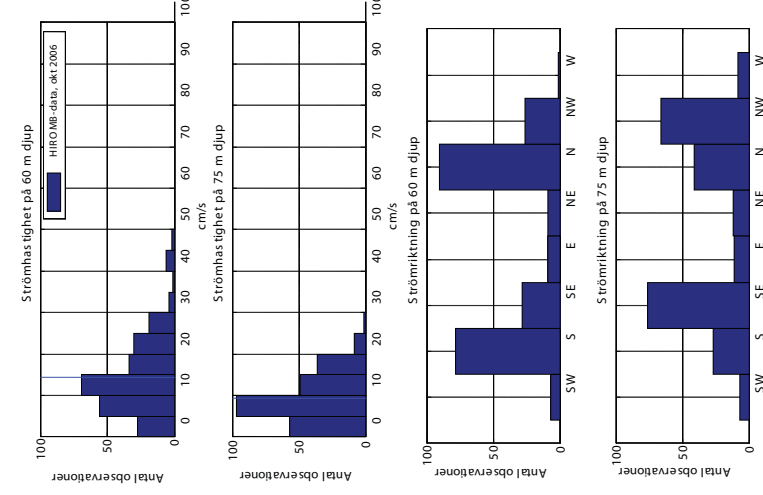 Strömhastighet på 60 m djup
HIROMB-data, okt 2006
100
50
0
Antal observationer
0 10 20 30 40 50 60 70 80 90 100
cm/s
Strömhastighet på 75 m djup
100
50
0
Antal observationer
0 10 20 30 40 50 60 70 80 90 100
cm/s
Strömriktning på 60 m djup
100
50
0
Antal observationer
SW S SE E NE N NW W
Strömriktning på 75 m djup
100
50
0
Antal observationer
SW S SE E NE N NW W